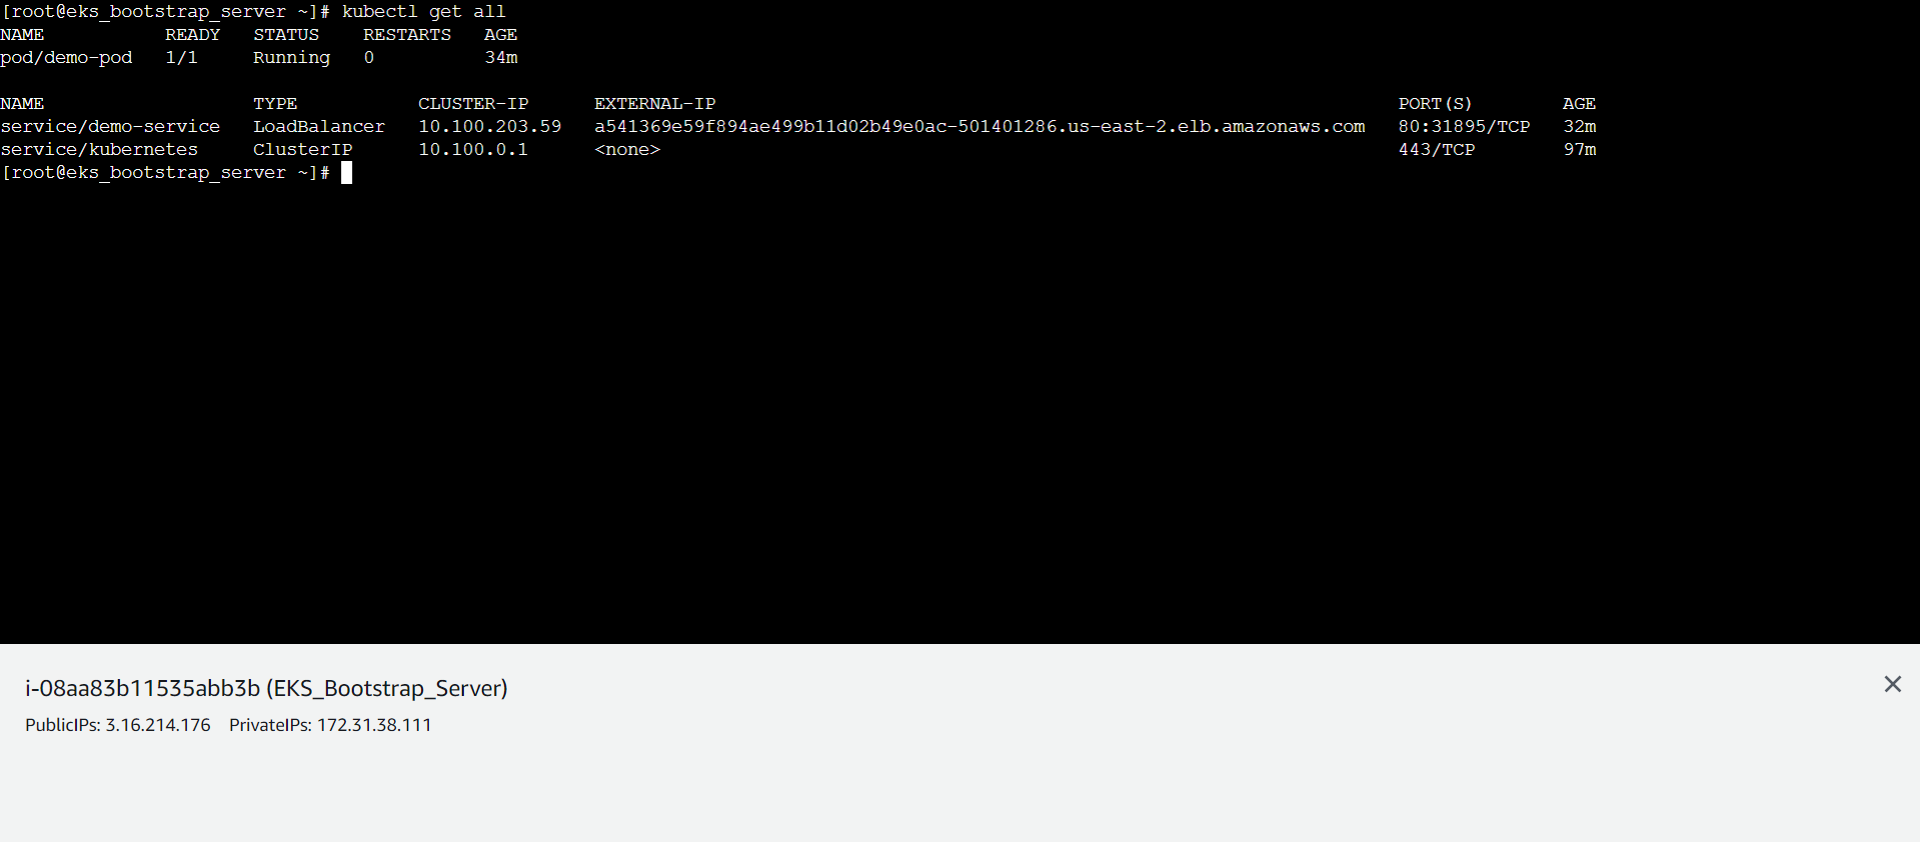 [root@eks_bootstrap_server ~]# kubectl get all
NAME READY STATUS RESTARTS AGE
pod/demo-pod 1/1 Running 0 34m
NAME TYPE CLUSTER-IP EXTERNAL-IP PORT(S) AGE
service/demo-service LoadBalancer 10.100.203.59 a541369e59f894ae499b11d02b49e0ac-501401286.us-east-2.elb.amazonaws.com 80:31895/TCP 32m
service/kubernetes ClusterIP 10.100.0.1 <none> 443/TCP 97m
[root@eks_bootstrap_server ~]#
i-08aa83b11535abb3b (EKS_Bootstrap_Server)
PublicIPs: 3.16.214.176 PrivateIPs: 172.31.38.111